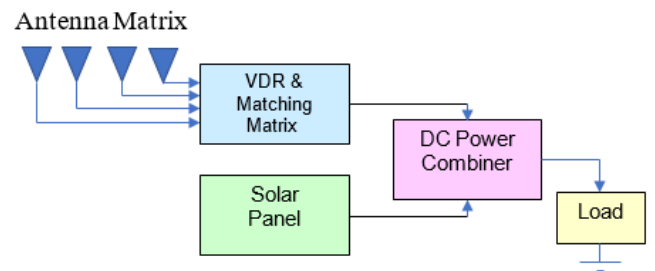 Antenna Matrix
VDR &
Matching
Matrix
DC Power
Combiner
Solar
Panel
Load